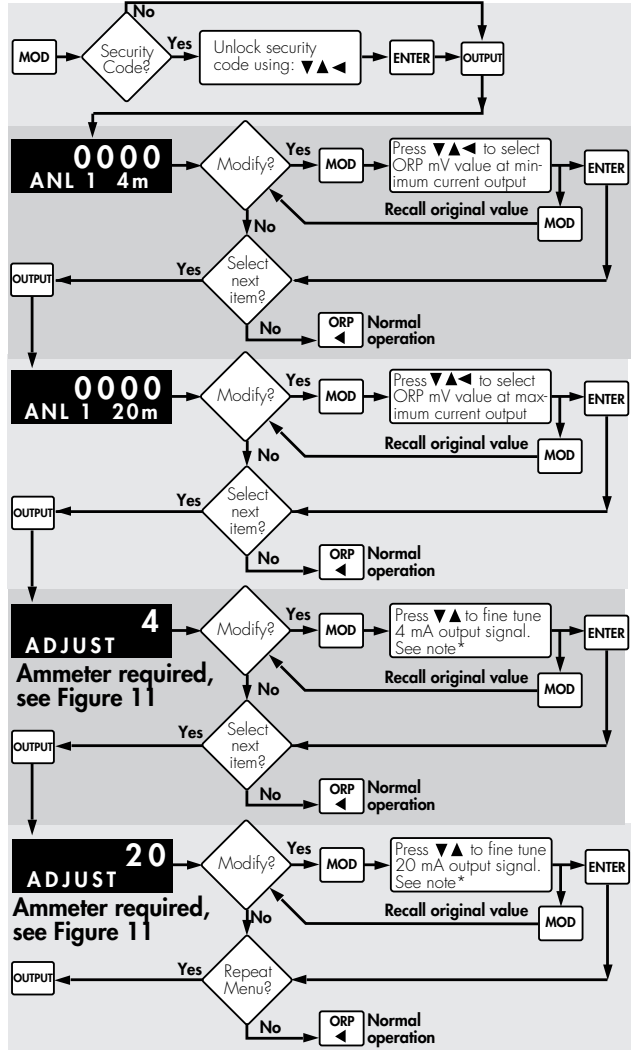 No
MOD
Security
Code?
Yes
Unlock security
code using: ▼▲◄
ENTER
OUTPUT
0000
ANL 1 4m
Modify?
Yes
MOD
Press ▼▲◄ to select
ORP mV value at min-
imum current output
ENTER
Recall original value
MOD
No
OUTPUT
Yes
Select
next
item?
No
ORP
◄
Normal
operation
0000
ANL 1 20m
Modify?
Yes
MOD
Press ▼▲◄ to select
ORP mV value at max-
imum current output
ENTER
Recall original value
MOD
No
OUTPUT
Yes
Select
next
item?
No
ORP
◄
Normal
operation
4
ADJUST
Ammeter required,
see Figure 11
Modify?
Yes
MOD
Press ▼▲ to fine tune
4 mA output signal.
See note*
ENTER
Recall original value
MOD
No
OUTPUT
Yes
Select
next
item?
No
ORP
◄
Normal
operation
20
ADJUST
Ammeter required,
see Figure 11
Modify?
Yes
MOD
Press ▼▲ to fine tune
20 mA output signal.
See note*
ENTER
Recall original value
MOD
No
OUTPUT
Yes
Repeat
Menu?
No
ORP
◄
Normal
operation